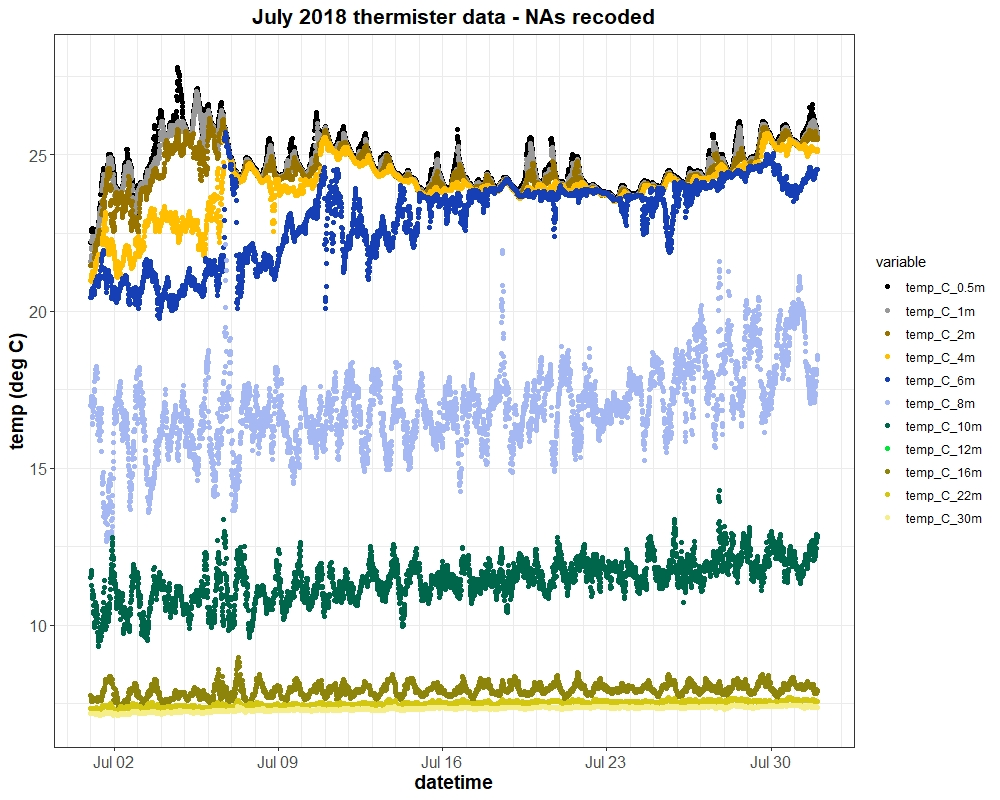 July 2018 thermister data - NAs recoded
temp (deg C)
25
20
15
10
Jul 02
Jul 09
Jul 16
Jul 23
Jul 30
datetime
variable
temp_C_0.5m
temp_C_1m
temp_C_2m
temp_C_4m
temp_C_6m
temp_C_8m
temp_C_10m
temp_C_12m
temp_C_16m
temp_C_22m
temp_C_30m